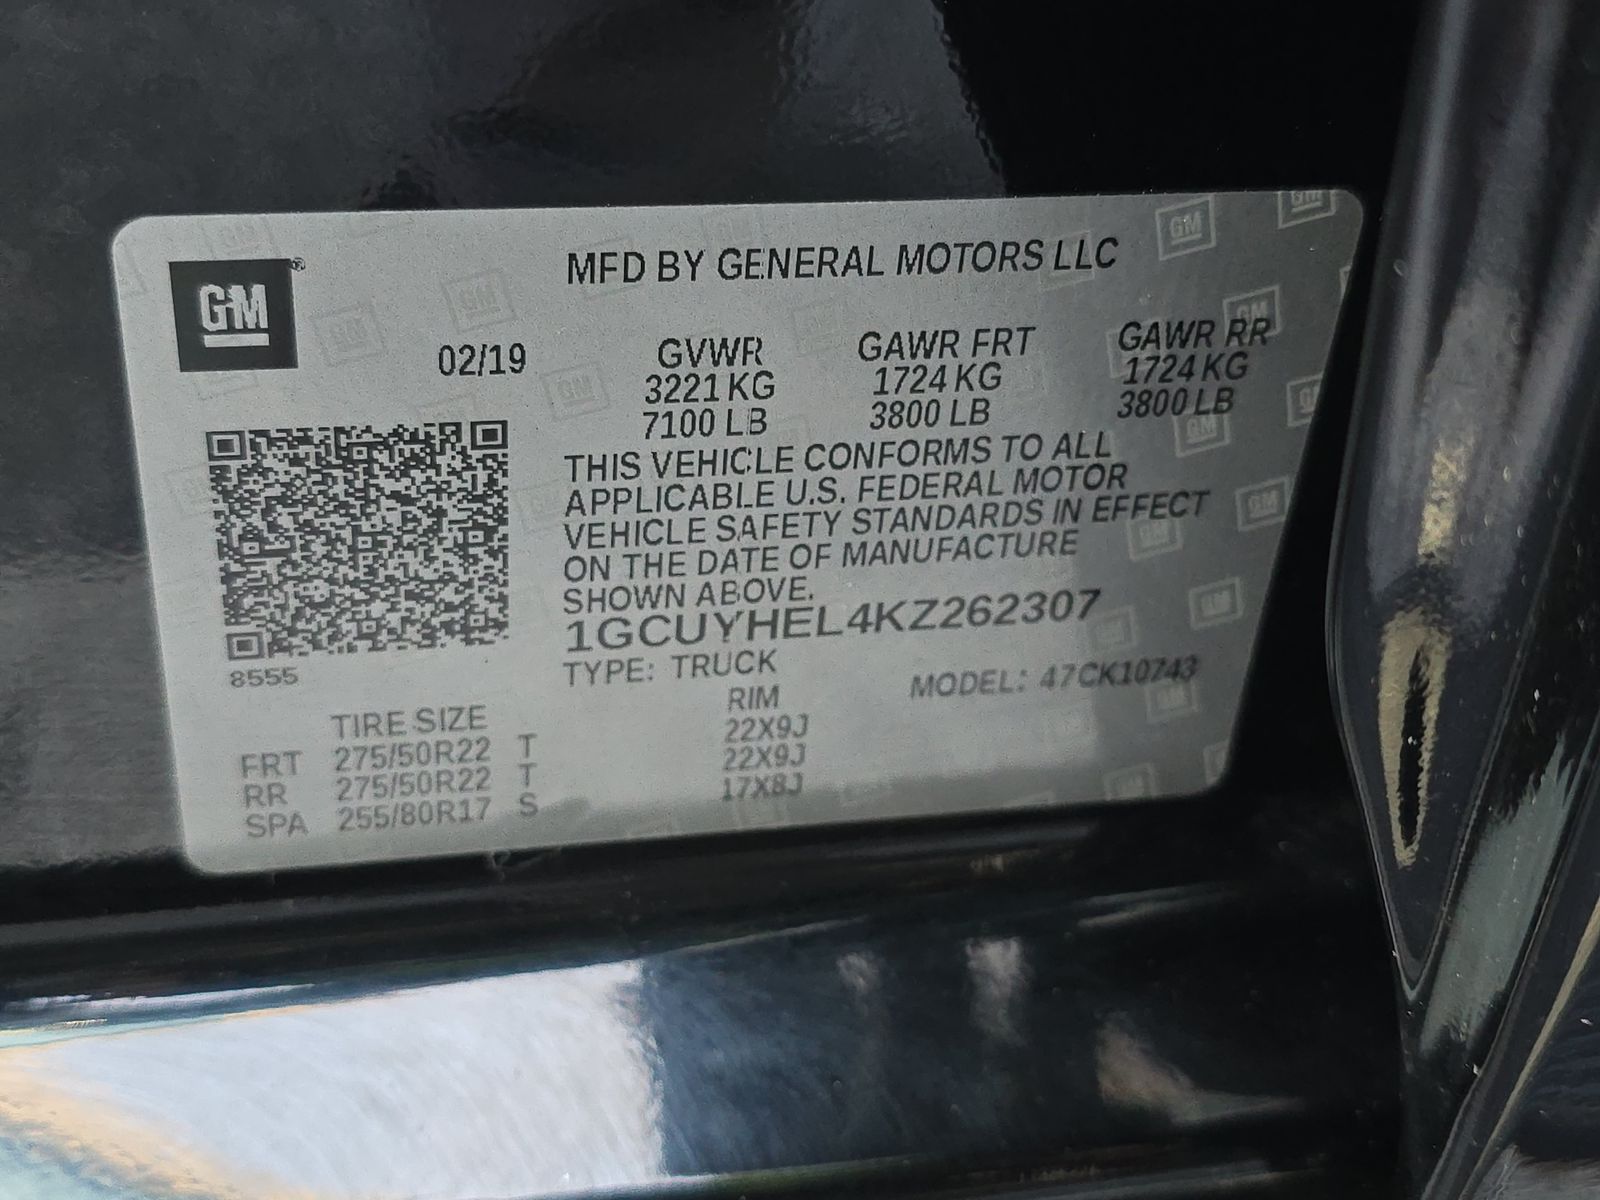 GM®
MFD BY GENERAL MOTORS LLC
02/19
GVWR GAWR FRT GAWR RR
3221 KG 1724 KG 1724 KG
7100 LB 3800 LB 3800 LB
THIS VEHICLE CONFORMS TO ALL
APPLICABLE U.S. FEDERAL MOTOR
VEHICLE SAFETY STANDARDS IN EFFECT
ON THE DATE OF MANUFACTURE
SHOWN ABOVE.
1GCUYHEL4KZ262307
8555
TYPE: TRUCK MODEL: 47CK10743
TIRE SIZE RIM
FRT 275/50R22 T 22X9J
RR 275/50R22 T 22X9J
SPA 255/80R17 S 17X8J